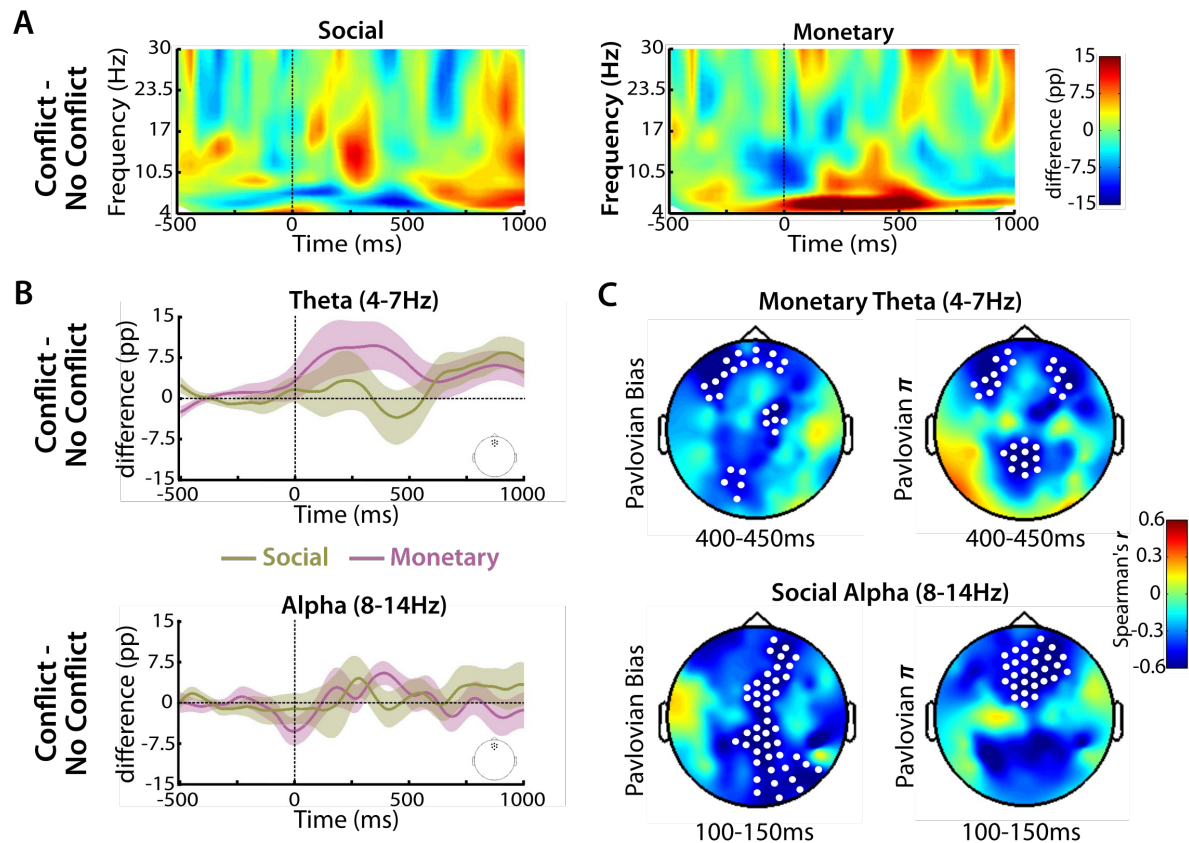 A
Social
Conflict -
No Conflict
Frequency (Hz)
30
23.5
17
10.5
4
-500
0
500
1000
Time (ms)
Monetary
Frequency (Hz)
30
23.5
17
10.5
4
-500
0
500
1000
Time (ms)
15
7.5
0
-7.5
-15
difference (pp)
B
Theta (4-7Hz)
Conflict -
No Conflict
difference (pp)
15
7.5
0
-7.5
-15
-500
0
500
1000
Time (ms)
Social
Monetary
Alpha (8-14Hz)
Conflict -
No Conflict
difference (pp)
15
7.5
0
-7.5
-15
-500
0
500
1000
Time (ms)
C
Monetary Theta (4-7Hz)
Pavlovian Bias
400-450ms
Pavlovian π
400-450ms
Social Alpha (8-14Hz)
Pavlovian Bias
100-150ms
Pavlovian π
100-150ms
Spearman's r
0.6
0.3
0
-0.3
-0.6